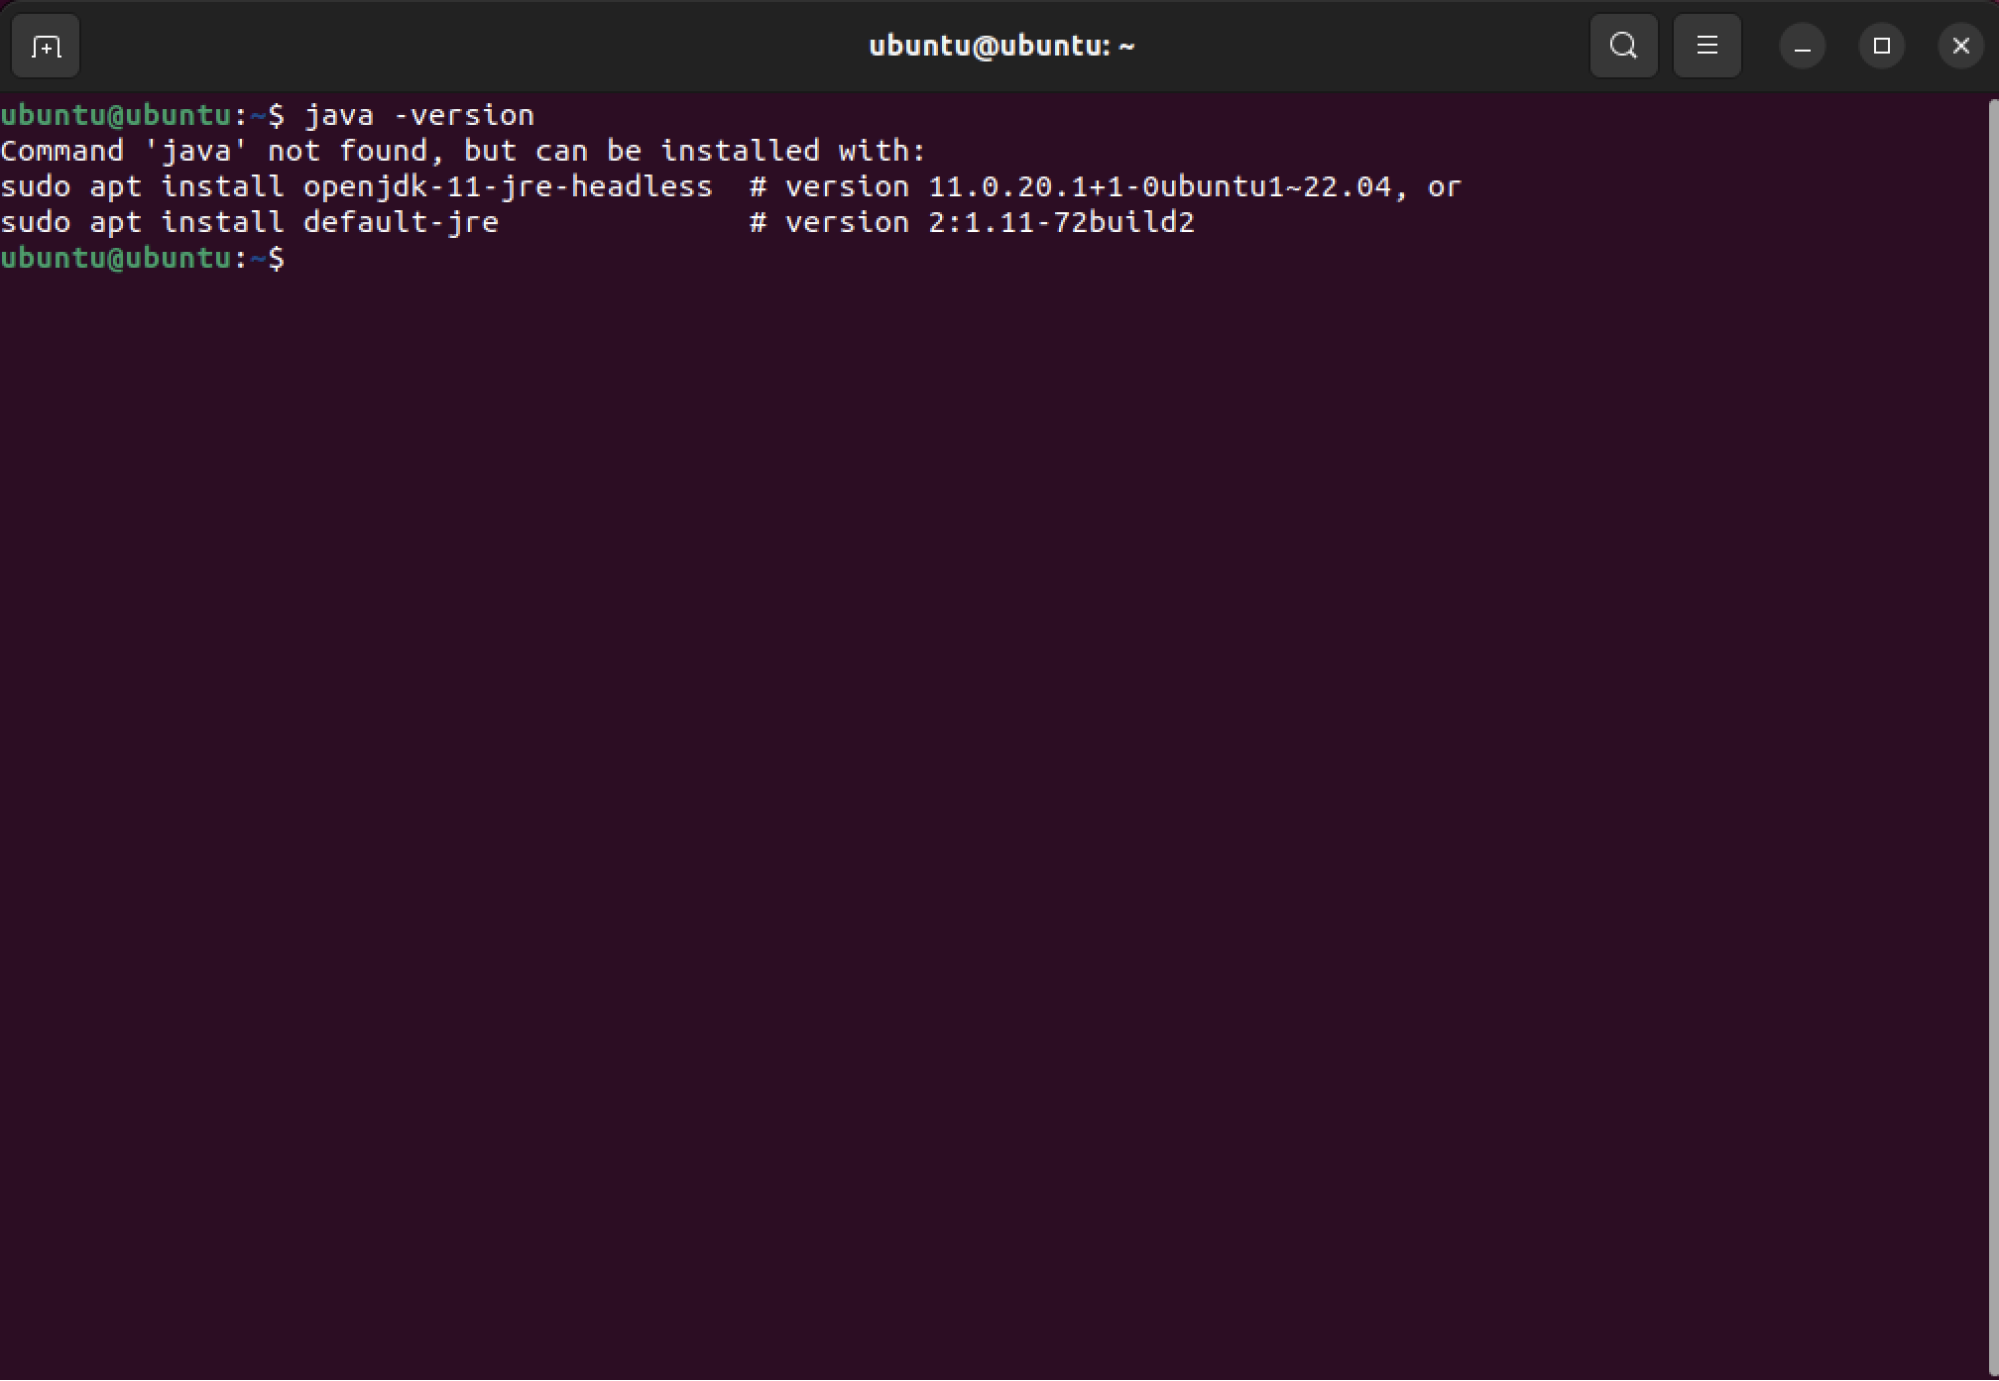 ubuntu@ubuntu: ~
ubuntu@ubuntu:~$ java -version
Command 'java' not found, but can be installed with:
sudo apt install openjdk-11-jre-headless  # version 11.0.20.1+1-0ubuntu1~22.04, or
sudo apt install default-jre              # version 2:1.11-72build2
ubuntu@ubuntu:~$